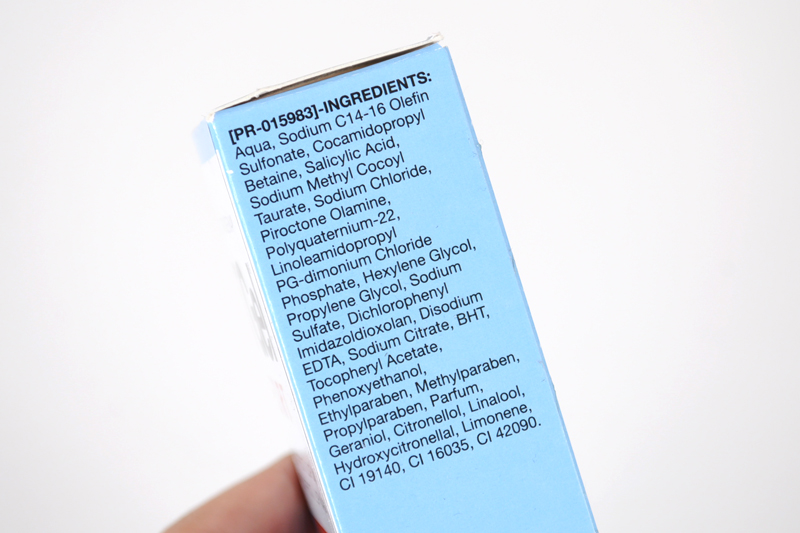 [PR-015983]-INGREDIENTS:
Aqua, Sodium C14-16 Olefin
Sulfonate, Cocamidopropyl
Betaine, Salicylic Acid,
Sodium Methyl Cocoyl
Taurate, Sodium Chloride,
Piroctone Olamine,
Polyquaternium-22,
Linoleamidopropyl
PG-dimonium Chloride
Phosphate, Hexylene Glycol,
Propylene Glycol, Sodium
Sulfate, Dichlorophenyl
Imidazoldioxolan, Disodium
EDTA, Sodium Citrate, BHT,
Tocopheryl Acetate,
Phenoxyethanol,
Ethylparaben, Methylparaben,
Propylparaben, Parfum,
Geraniol, Citronellol, Linalool,
Hydroxycitronellal, Limonene,
CI 19140, CI 16035, CI 42090.